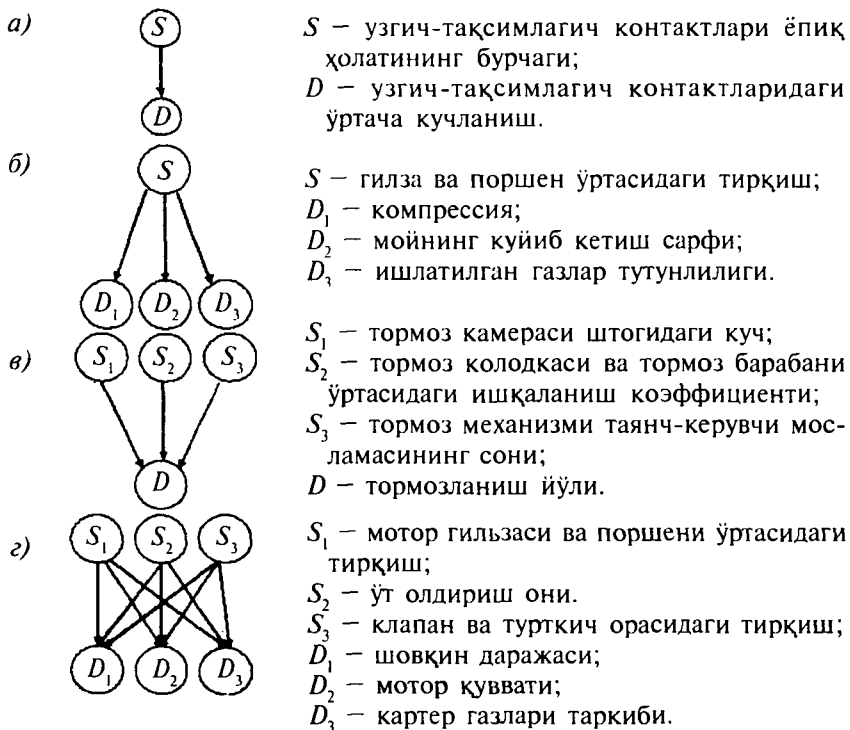 а)
S
D
S – узгич-тақсимлагич контактлари ёпиқ
ҳолатининг бурчаги;
D – узгич-тақсимлагич контактларидаги
ўртача кучланиш.
б)
S
D₁ D₂ D₃
S – гилза ва поршен ўртасидаги тирқиш;
D₁ – компрессия;
D₂ – мойнинг куйиб кетиш сарфи;
D₃ – ишлатилган газлар тутунлилиги.
в)
S₁ S₂ S₃
D
S₁ – тормоз камераси штогидаги куч;
S₂ – тормоз колодкаси ва тормоз барабани
ўртасидаги ишқаланиш коэффициенти;
S₃ – тормоз механизми таянч-керувчи мос-
ламасининг сони;
D – тормозланиш йўли.
г)
S₁ S₂ S₃
D₁ D₂ D₃
S₁ – мотор гильзаси ва поршени ўртасидаги
тирқиш;
S₂ – ўт олдириш они.
S₃ – клапан ва турткич орасидаги тирқиш;
D₁ – шовқин даражаси;
D₂ – мотор қуввати;
D₃ – картер газлари таркиби.